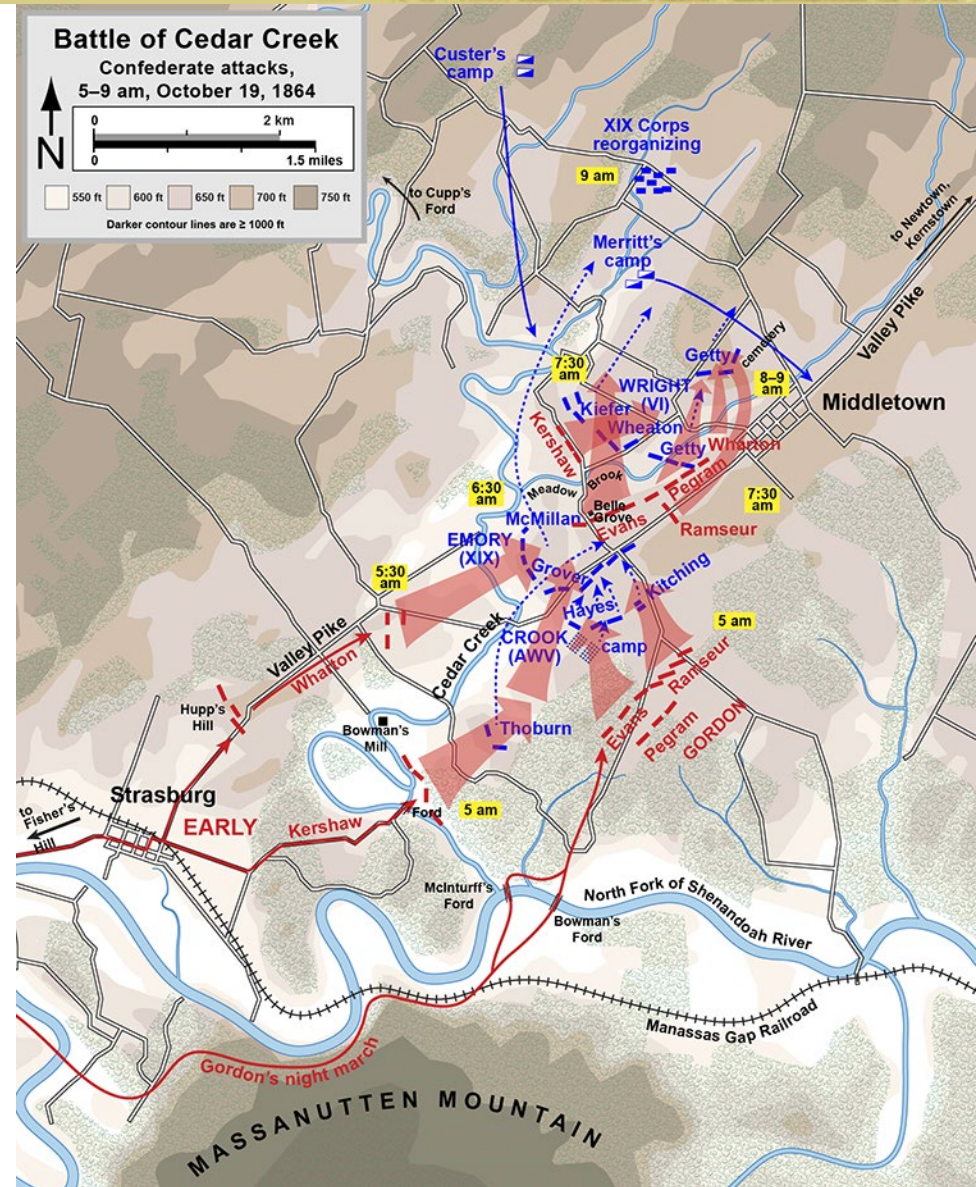 Battle of Cedar Creek
Confederate attacks,
5–9 am, October 19, 1864
N
0 2 km
0 1.5 miles
550 ft 600 ft 650 ft 700 ft 750 ft
Darker contour lines are ≥ 1000 ft
Custer's
camp
XIX Corps
reorganizing
9 am
to Cupp's
Ford
to Newtown,
Kernstown
Merritt's
camp
Valley Pike
cemetery
Getty
7:30
am
8–9
am
WRIGHT
(VI)
Kiefer
Wheaton
Middletown
Kershaw
Getty
Wharton
Pegram
6:30
am
Meadow
Brook
7:30
am
Belle
Grove
McMillan
Evans
Ramseur
EMORY
(XIX)
Grover
Kitching
5:30
am
Hayes
5 am
CROOK
(AWV)
camp
Valley Pike
Wharton
Cedar Creek
Ramseur
Evans
Pegram
GORDON
Hupp's
Hill
Bowman's
Mill
Thoburn
Strasburg
to
Fisher's
Hill
EARLY
Kershaw
Ford
5 am
McInturff's
Ford
Bowman's
Ford
North Fork of Shenandoah River
Manassas Gap Railroad
Gordon's night march
MASSANUTTEN MOUNTAIN